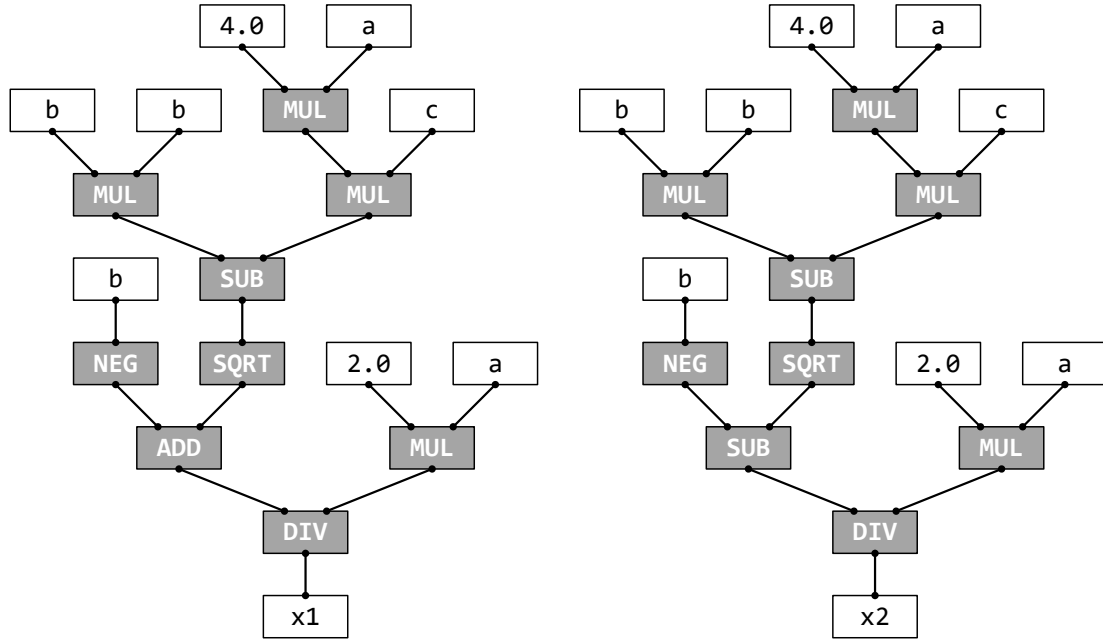 4.0 a 4.0 a
b b MUL c b b MUL c
MUL MUL MUL MUL
b SUB b SUB
NEG SQRT 2.0 a NEG SQRT 2.0 a
ADD MUL SUB MUL
DIV DIV
x1 x2